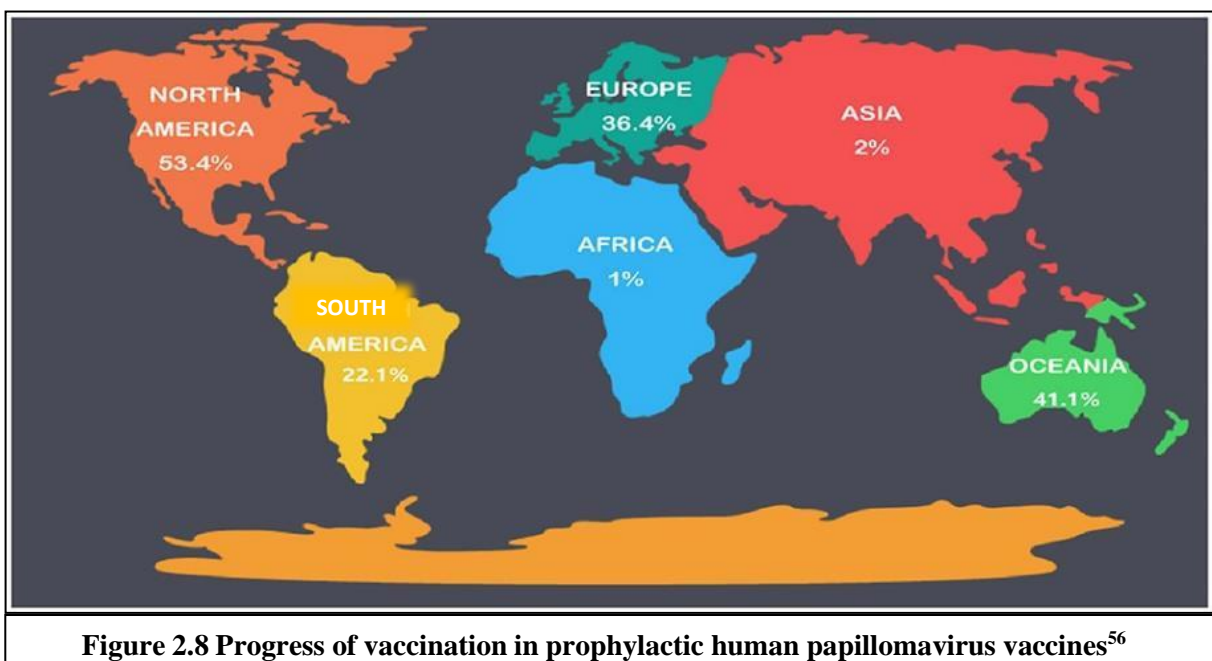 NORTH
AMERICA
53.4%
EUROPE
36.4%
ASIA
2%
AFRICA
1%
SOUTH
AMERICA
22.1%
OCEANIA
41.1%
Figure 2.8 Progress of vaccination in prophylactic human papillomavirus vaccines⁵⁶